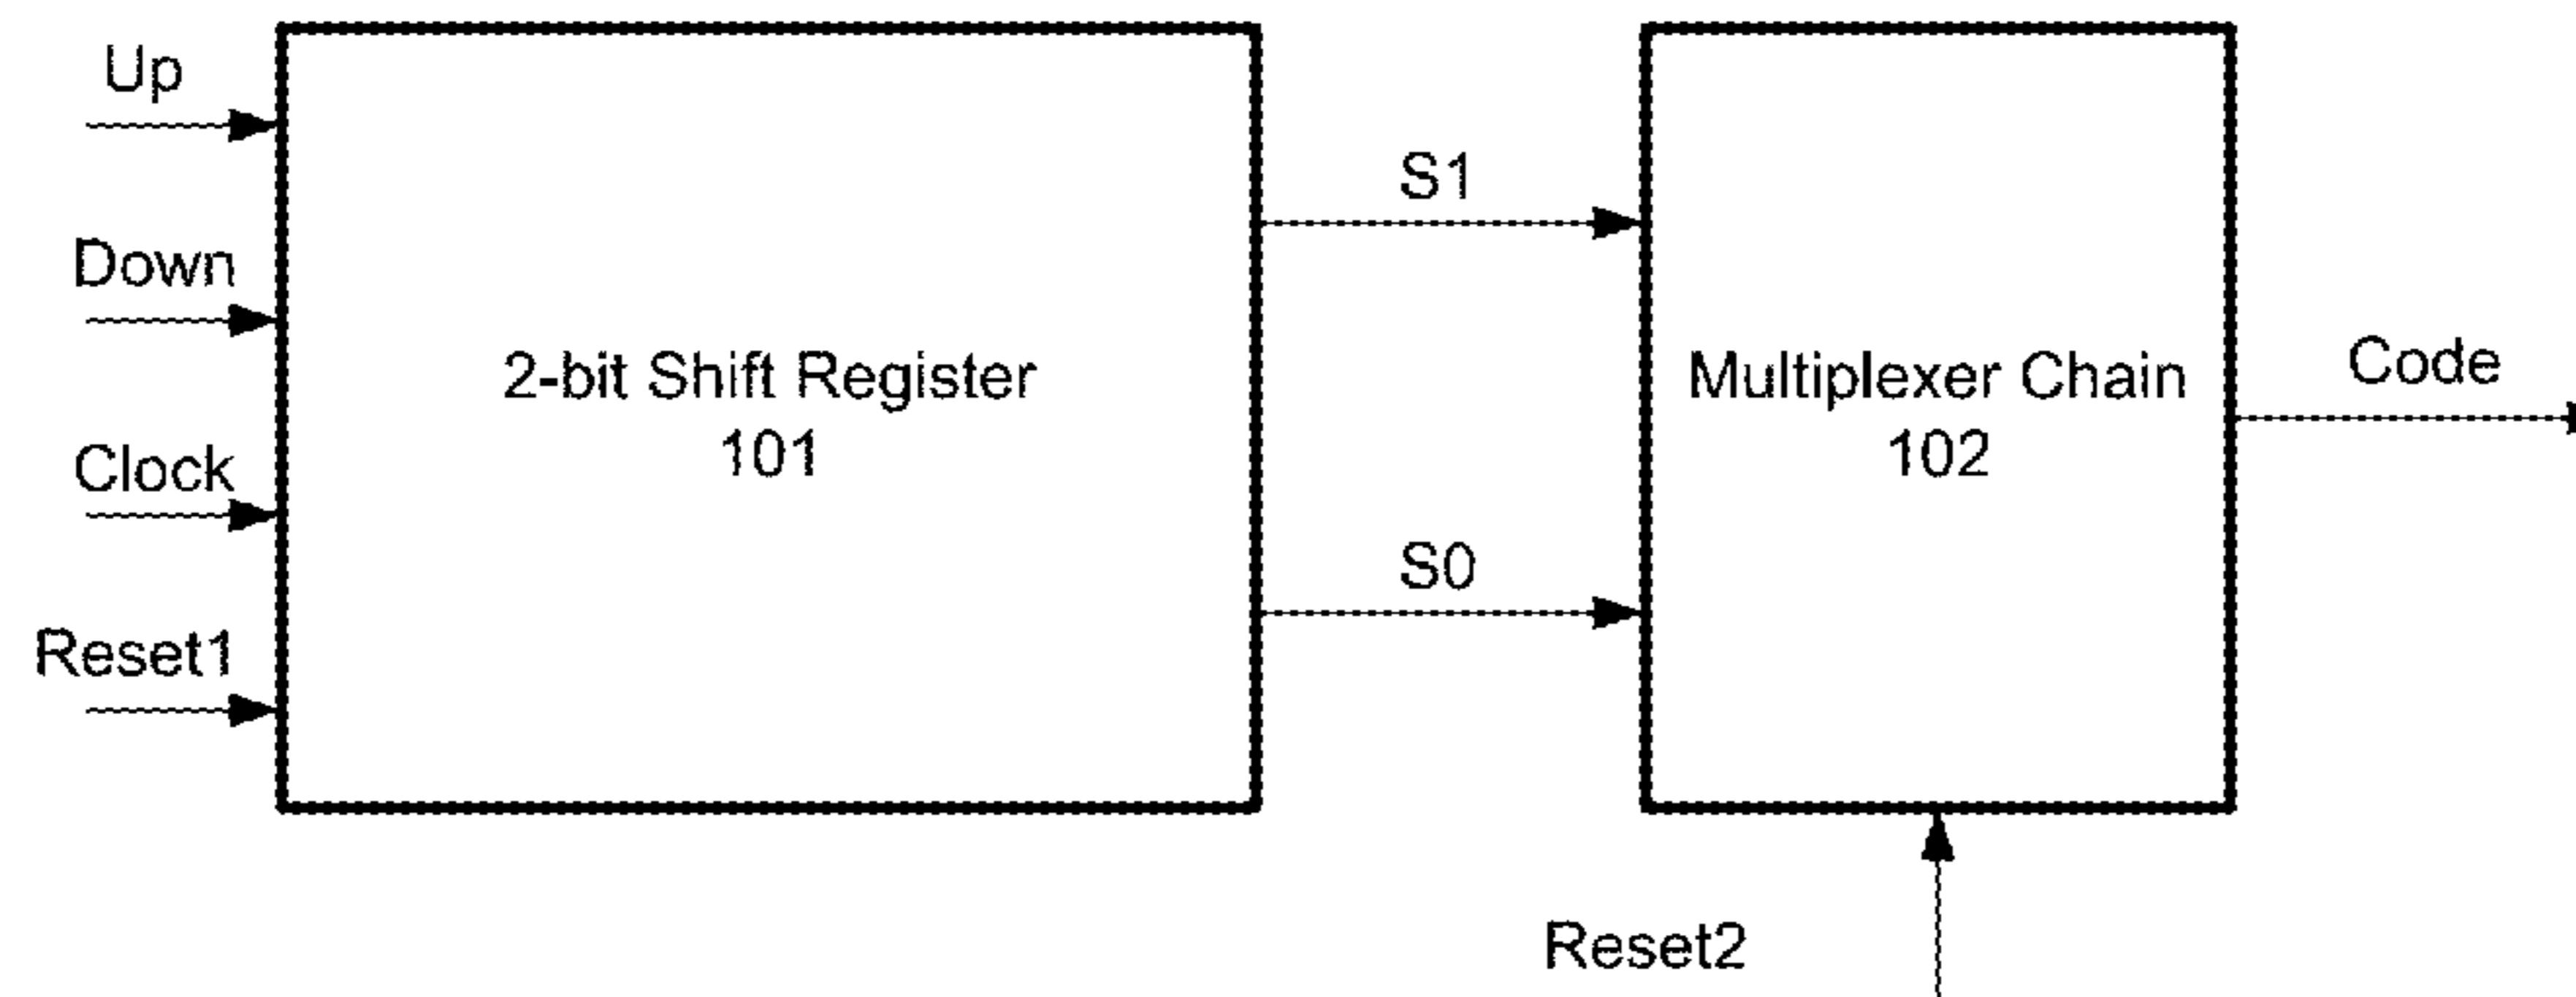 Up
Down
Clock
Reset1
2-bit Shift Register
101
S1
S0
Multiplexer Chain
102
Code
Reset2